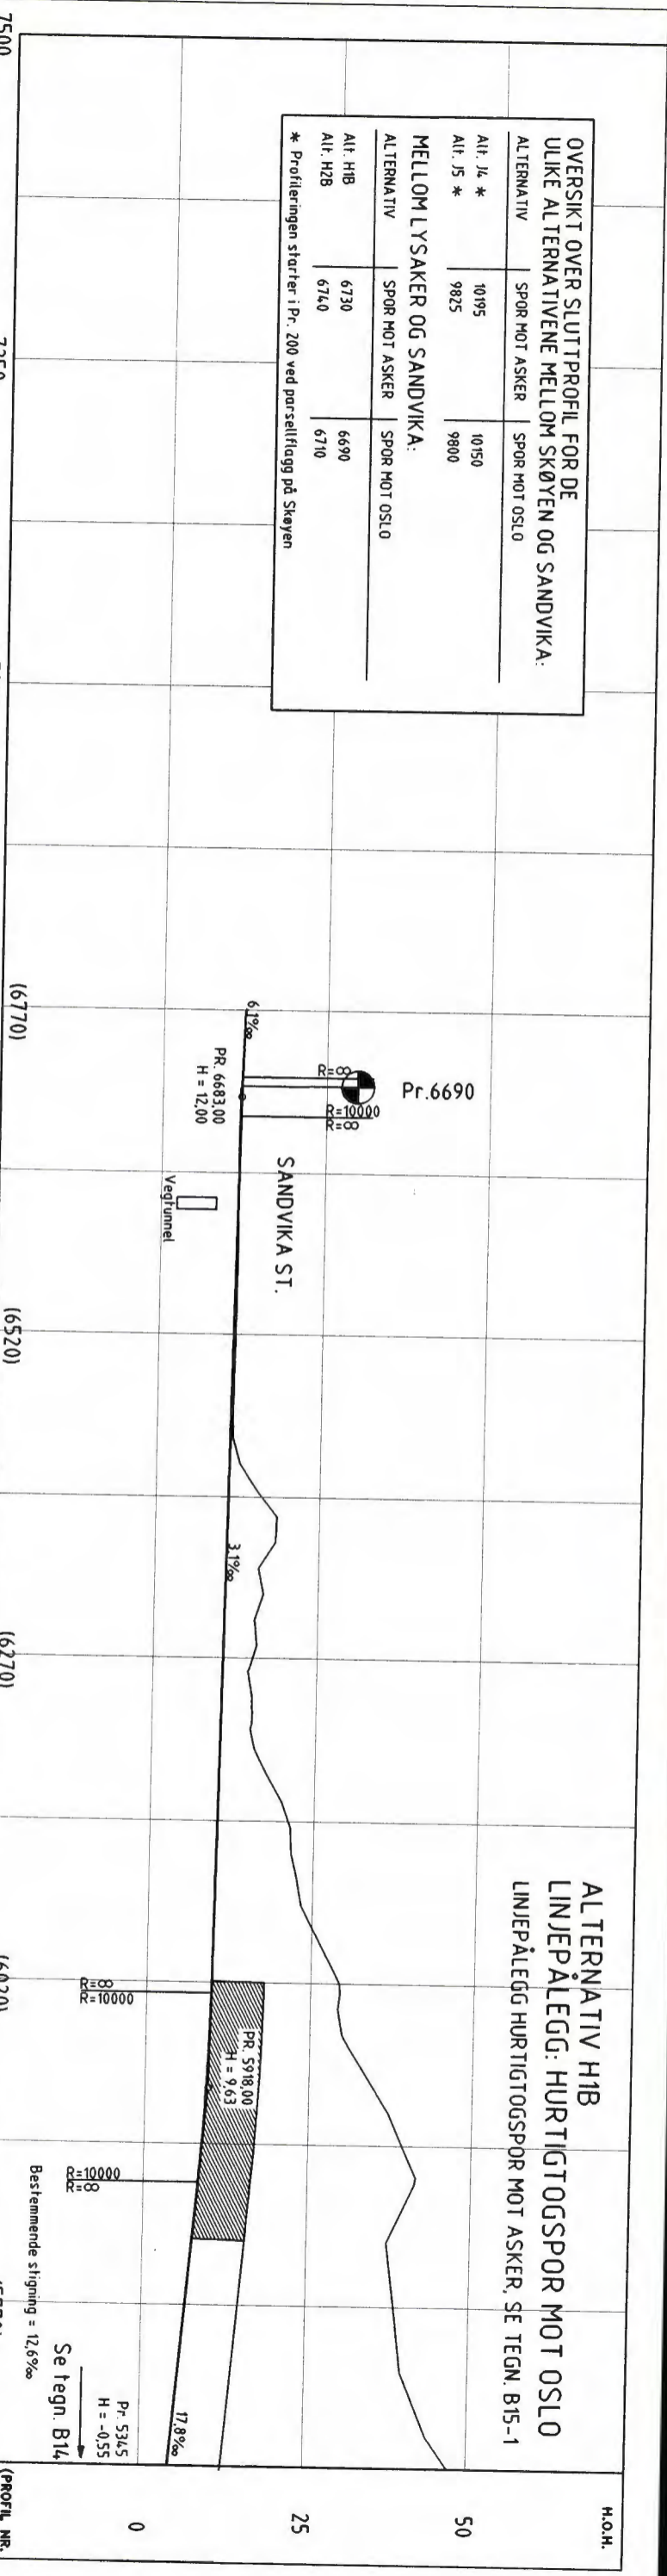 OVERSIKT OVER SLUTTPROFIL FOR DE
ULIKE ALTERNATIVENE MELLOM SKØYEN OG SANDVIKA:
ALTERNATIV SPOR MOT ASKER SPOR MOT OSLO
Alt. J4 * 10195 10150
Alt. J5 * 9825 9800
MELLOM LYSAKER OG SANDVIKA:
ALTERNATIV SPOR MOT ASKER SPOR MOT OSLO
Alt. H1B 6730 6690
Alt. H2B 6740 6710
* Profileringen starter i Pr. 200 ved parsellflagg på Skøyen
ALTERNATIV H1B
LINJEPÅLEGG: HURTIGTOGSPOR MOT OSLO
LINJEPÅLEGG HURTIGTOGSPOR MOT ASKER, SE TEGN. B15-1
H.O.H.
50
25
0
Pr.6690
R=∞
R=10000
R=∞
6,1‰
PR. 6683,00
H = 12,00
SANDVIKA ST.
Vegtunnel
3,1‰
PR. 5918,00
H = 9,63
R=∞
R=10000
R=10000
R=∞
17,8‰
Bestemmende stigning = 12,6‰
Pr. 5345
H = -0,55
Se tegn. B14
7500
(6770)
(6520)
(6270)
(PROFIL NR.